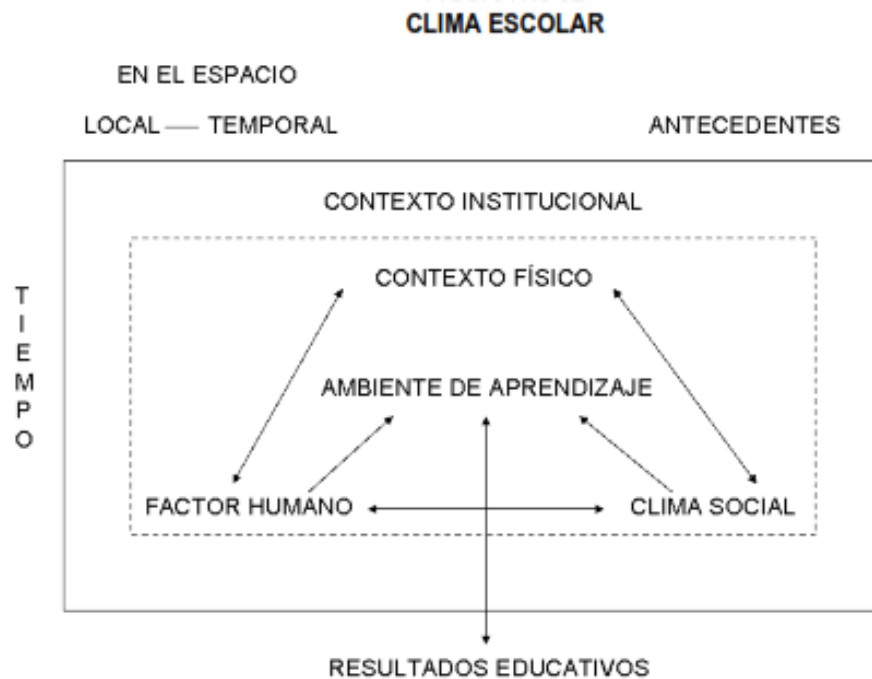 CLIMA ESCOLAR
EN EL ESPACIO
LOCAL — TEMPORAL ANTECEDENTES
CONTEXTO INSTITUCIONAL
CONTEXTO FÍSICO
TIEMPO
AMBIENTE DE APRENDIZAJE
FACTOR HUMANO CLIMA SOCIAL
RESULTADOS EDUCATIVOS